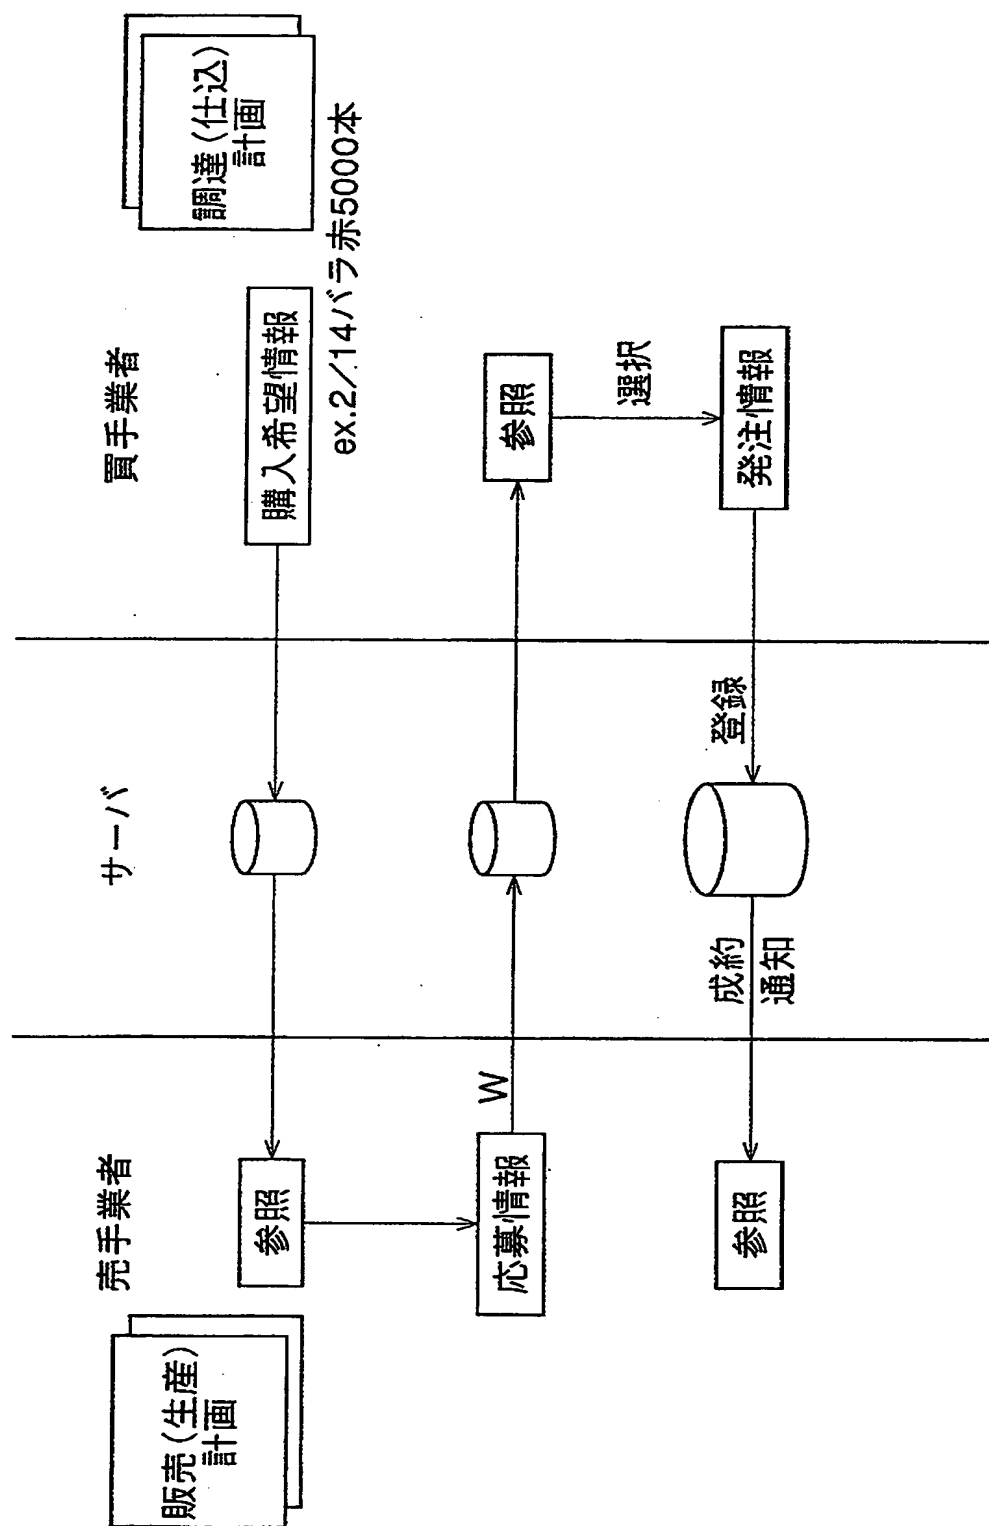 売手業者
サーバ
買手業者
販売(生産)
計画
調達(仕込)
計画
参照
購入希望情報
ex.2/14バラ赤5000本
応募情報
W
参照
選択
参照
成約
通知
登録
発注情報